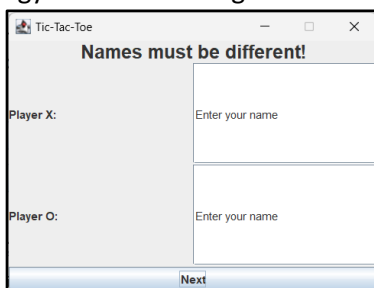 Tic-Tac-Toe
Names must be different!
Player X:
Enter your name
Player O:
Enter your name
Next